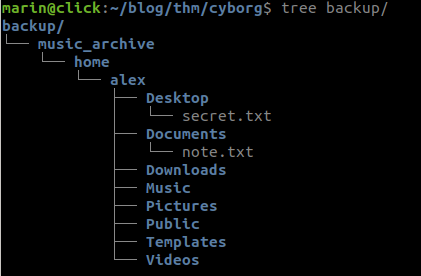 marin@click:~/blog/thm/cyborg$ tree backup/
backup/
└── music_archive
    └── home
        └── alex
            ├── Desktop
            │   └── secret.txt
            ├── Documents
            │   └── note.txt
            ├── Downloads
            ├── Music
            ├── Pictures
            ├── Public
            ├── Templates
            └── Videos